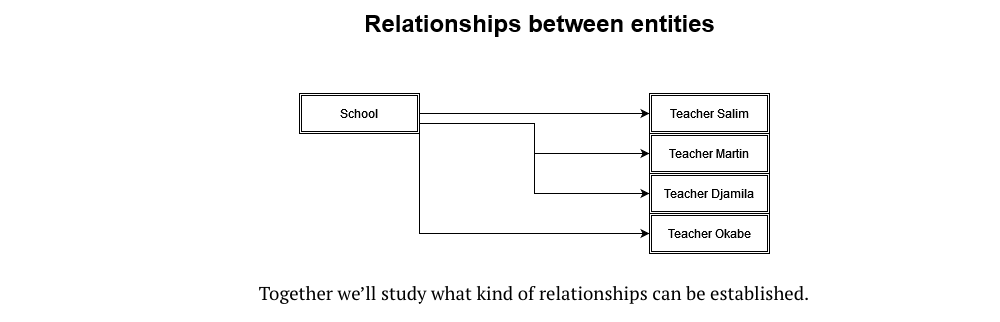 Relationships between entities
School
Teacher Salim
Teacher Martin
Teacher Djamila
Teacher Okabe
Together we’ll study what kind of relationships can be established.